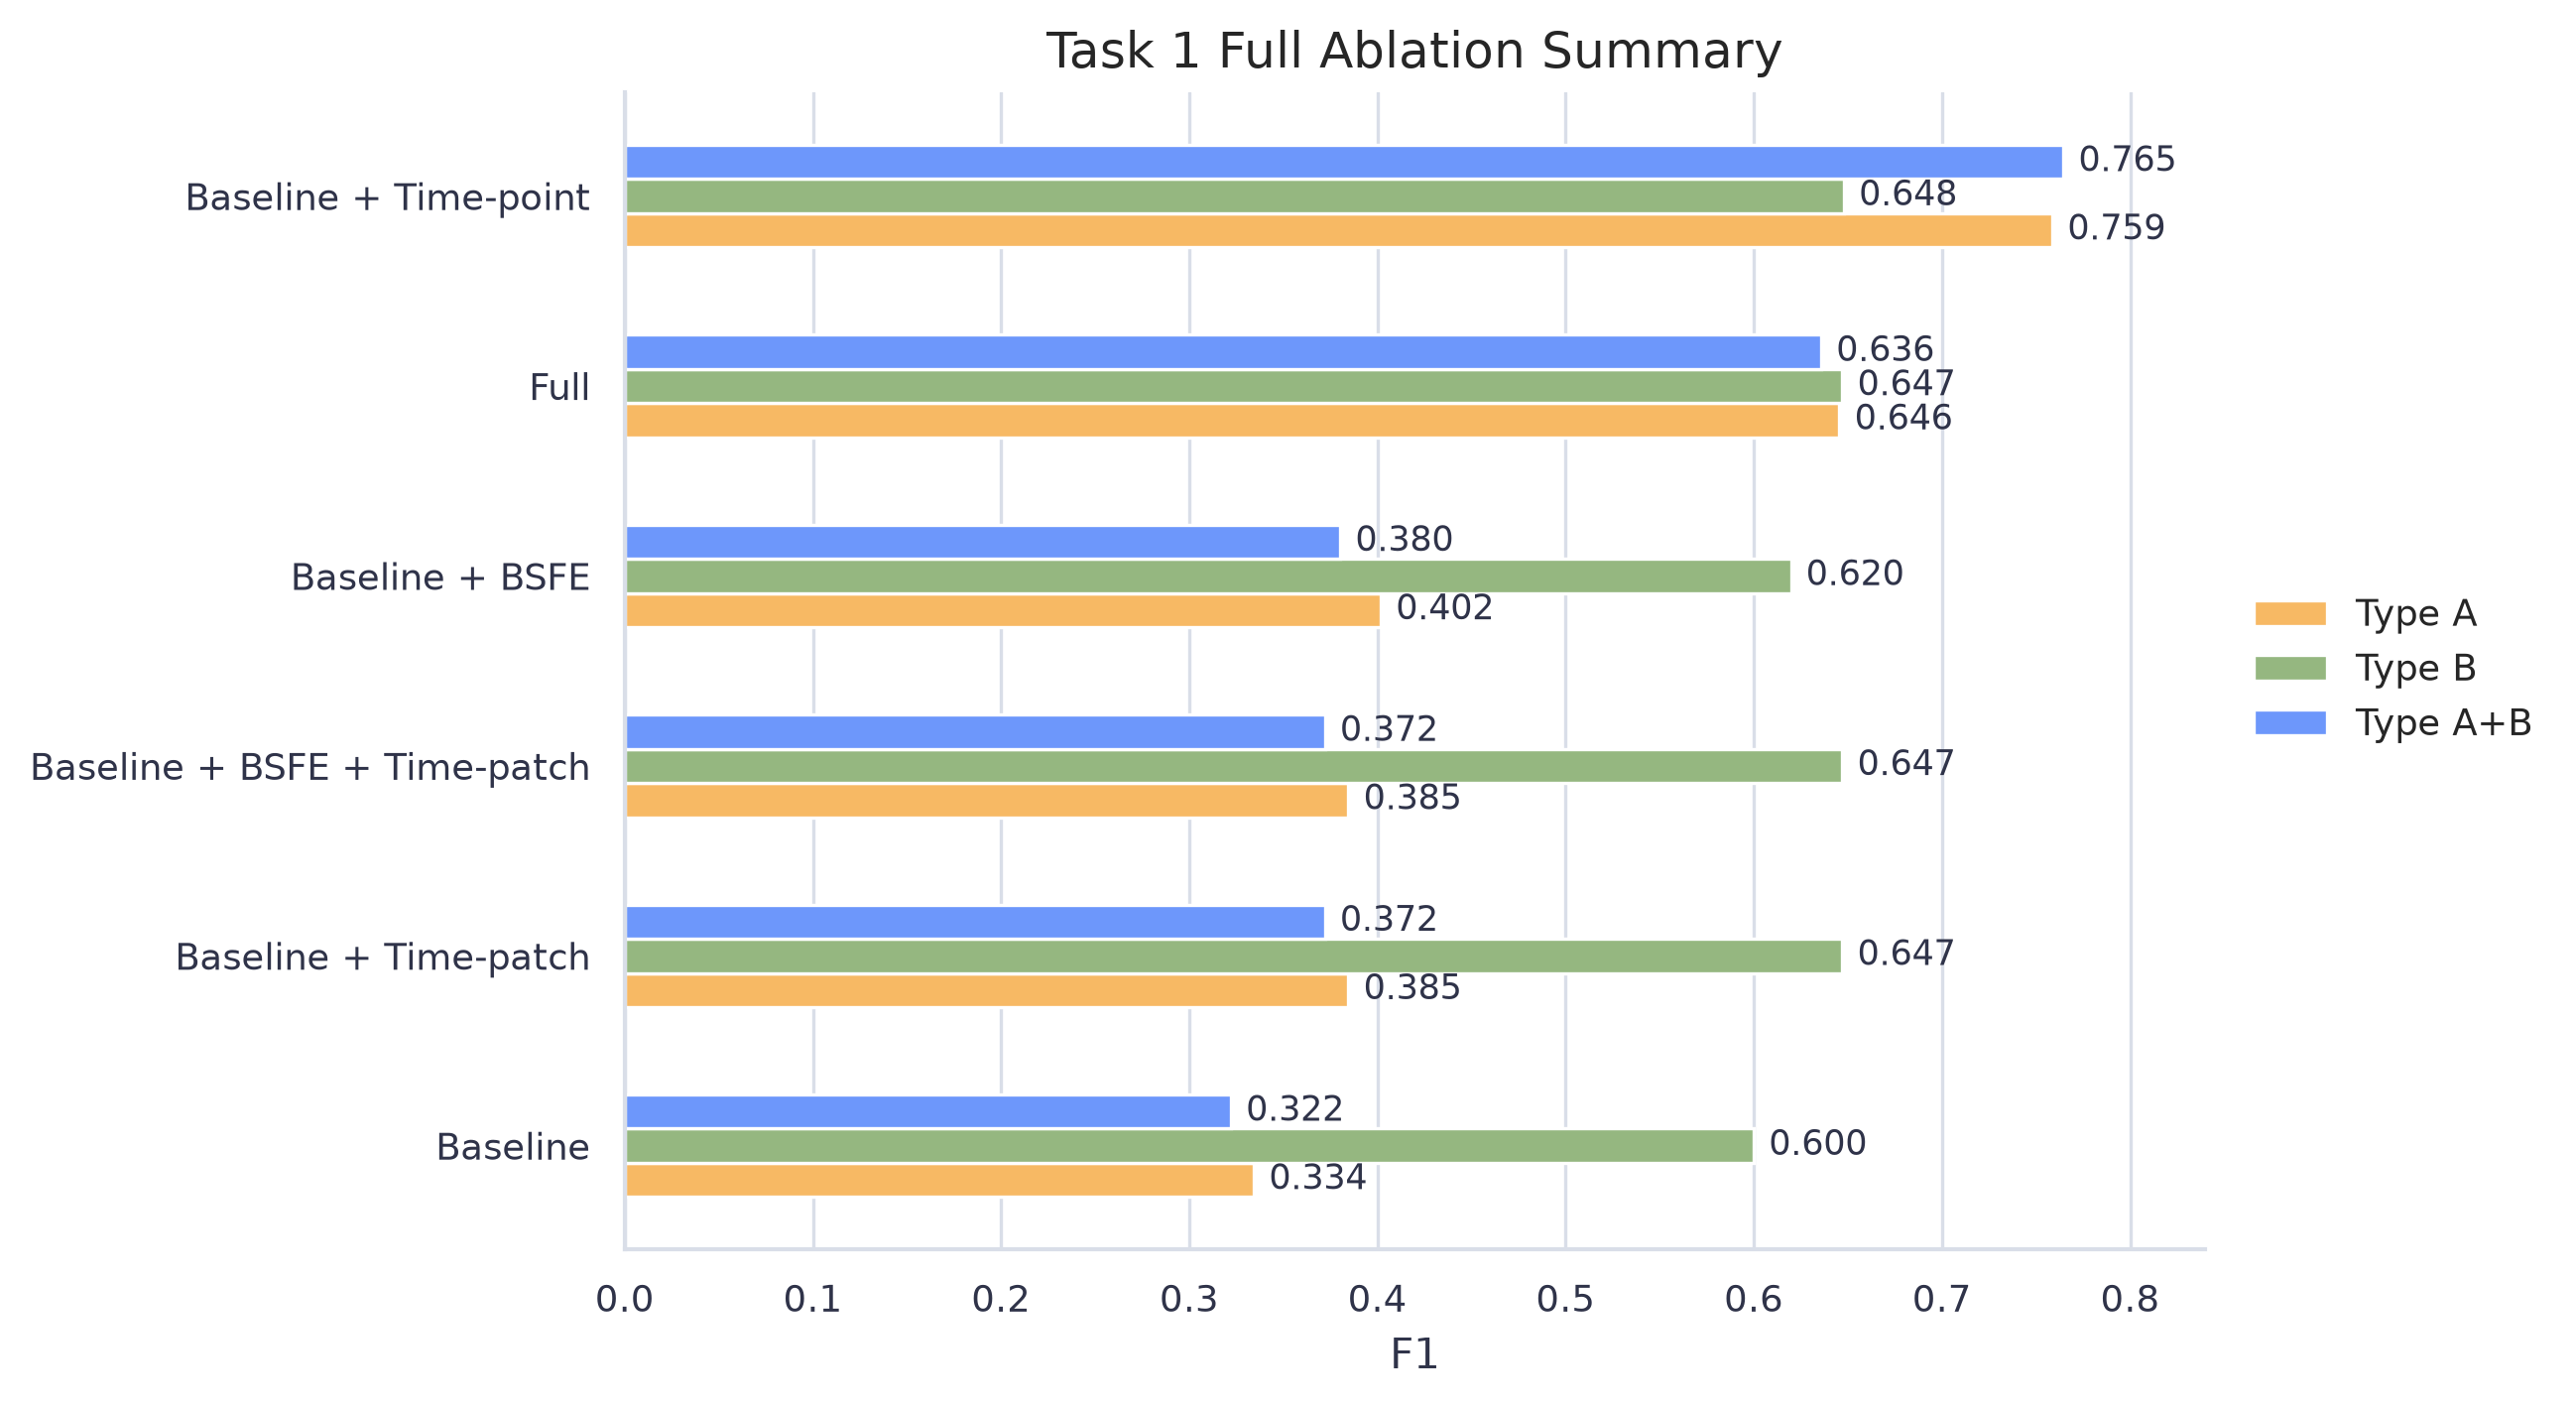 Task 1 Full Ablation Summary
Baseline + Time-point
0.765
0.648
0.759
Full
0.636
0.647
0.646
Baseline + BSFE
0.380
0.620
0.402
Baseline + BSFE + Time-patch
0.372
0.647
0.385
Baseline + Time-patch
0.372
0.647
0.385
Baseline
0.322
0.600
0.334
0.0 0.1 0.2 0.3 0.4 0.5 0.6 0.7 0.8
F1
Type A
Type B
Type A+B